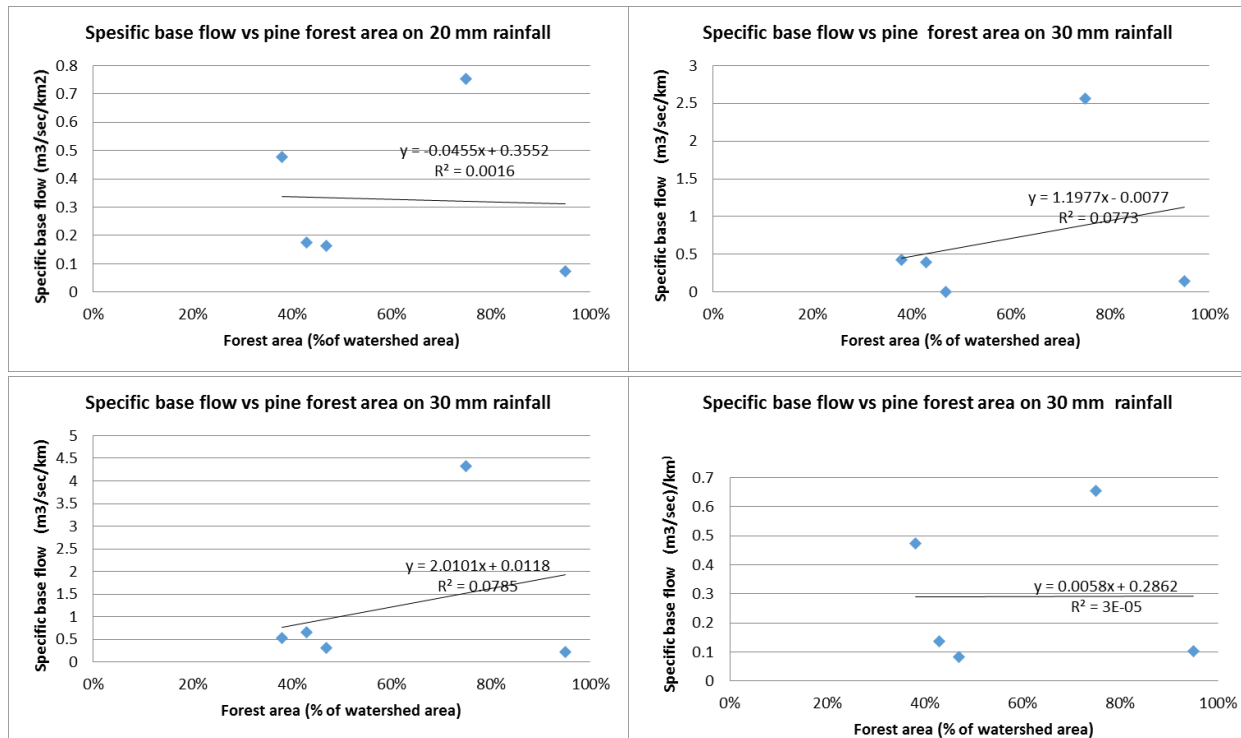 Spesific base flow vs pine forest area on 20 mm rainfall
Specific base flow (m3/sec/km2)
0.8
0.7
0.6
0.5
0.4
0.3
0.2
0.1
0
y = -0.0455x + 0.3552
R² = 0.0016
0% 20% 40% 60% 80% 100%
Forest area (%of watershed area)
Specific base flow vs pine forest area on 30 mm rainfall
Specific base flow (m3/sec/km)
3
2.5
2
1.5
1
0.5
0
y = 1.1977x - 0.0077
R² = 0.0773
0% 20% 40% 60% 80% 100%
Forest area (% of watershed area)
Specific base flow vs pine forest area on 30 mm rainfall
Specific base flow (m3/sec/km)
5
4.5
4
3.5
3
2.5
2
1.5
1
0.5
0
y = 2.0101x + 0.0118
R² = 0.0785
0% 20% 40% 60% 80% 100%
Forest area (% of watershed area)
Specific base flow vs pine forest area on 30 mm rainfall
Specific base flow (m3/sec)/km)
0.7
0.6
0.5
0.4
0.3
0.2
0.1
0
y = 0.0058x + 0.2862
R² = 3E-05
0% 20% 40% 60% 80% 100%
Forest area (% of watershed area)